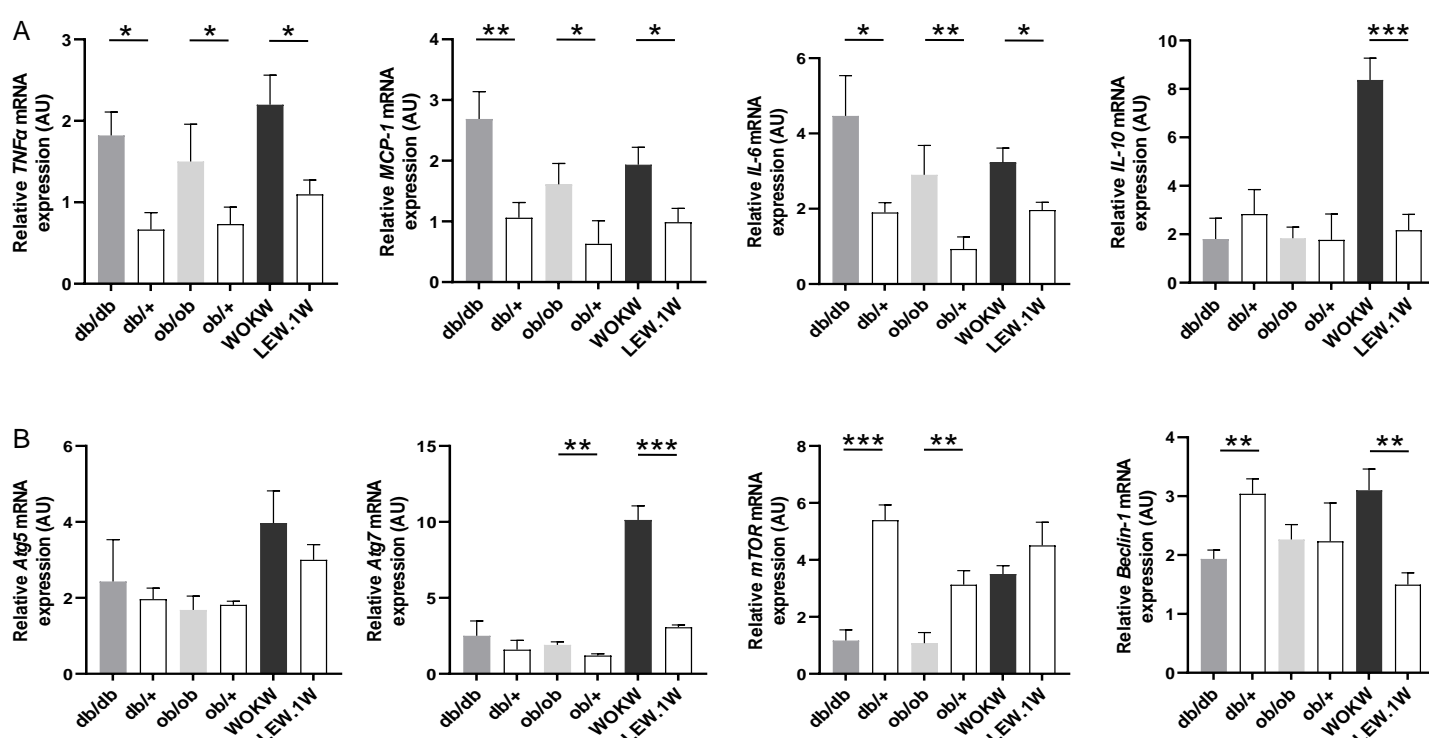 A
* * *
Relative TNFα mRNA
expression (AU)
3
2
1
0
db/db
db/+
ob/ob
ob/+
WOKW
LEW.1W
** * *
Relative MCP-1 mRNA
expression (AU)
4
3
2
1
0
db/db
db/+
ob/ob
ob/+
WOKW
LEW.1W
* ** *
Relative IL-6 mRNA
expression (AU)
6
4
2
0
db/db
db/+
ob/ob
ob/+
WOKW
LEW.1W
***
Relative IL-10 mRNA
expression (AU)
10
8
6
4
2
0
db/db
db/+
ob/ob
ob/+
WOKW
LEW.1W
B
Relative Atg5 mRNA
expression (AU)
6
4
2
0
db/db
db/+
ob/ob
ob/+
WOKW
LEW.1W
** ***
Relative Atg7 mRNA
expression (AU)
15
10
5
0
db/db
db/+
ob/ob
ob/+
WOKW
LEW.1W
*** **
Relative mTOR mRNA
expression (AU)
8
6
4
2
0
db/db
db/+
ob/ob
ob/+
WOKW
LEW.1W
** **
Relative Beclin-1 mRNA
expression (AU)
4
3
2
1
0
db/db
db/+
ob/ob
ob/+
WOKW
LEW.1W